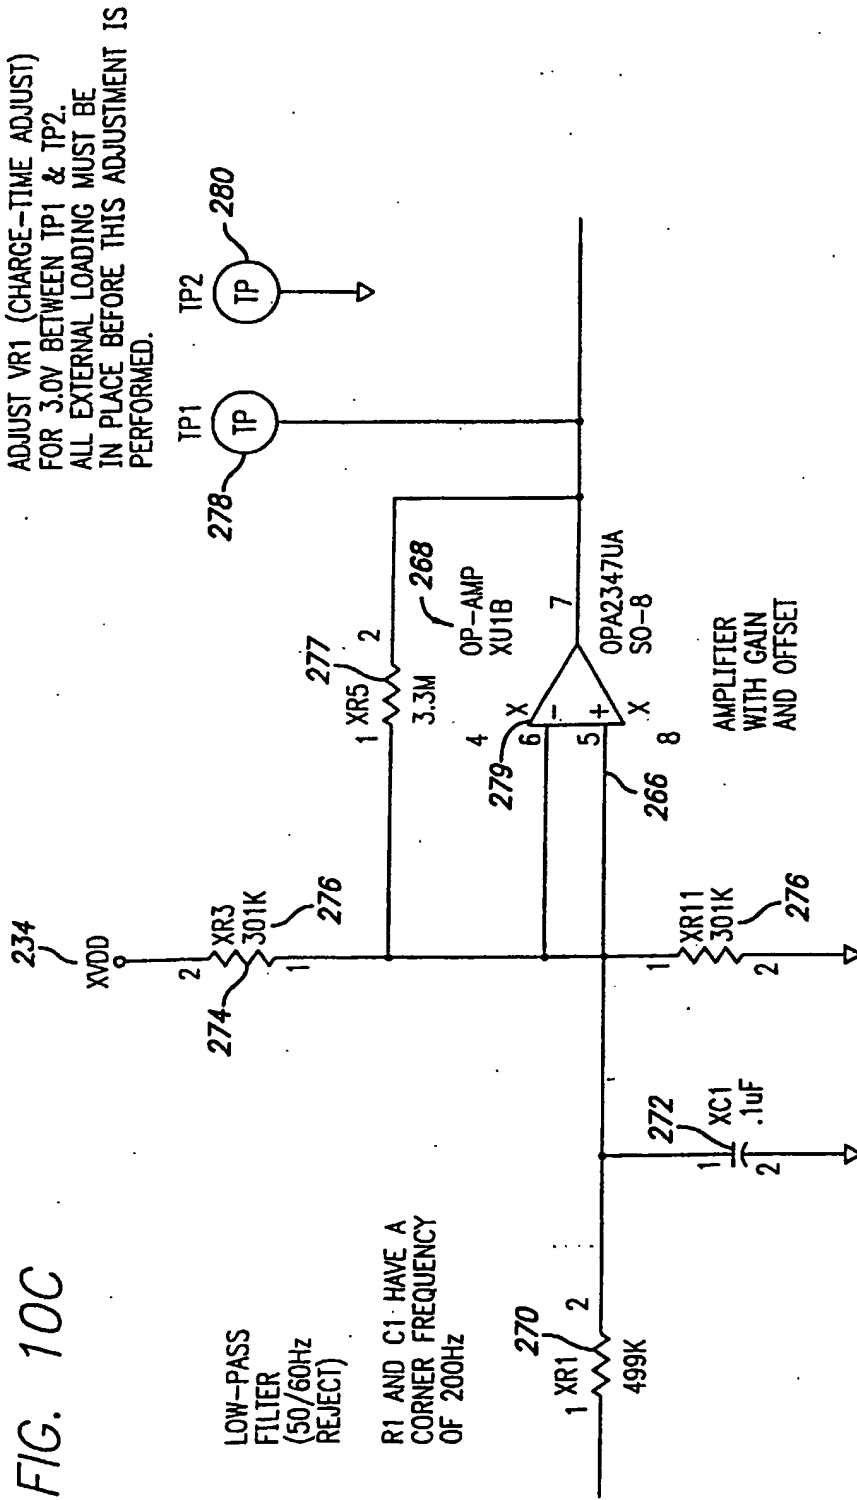 FIG. 10C
LOW-PASS
FILTER
(50/60Hz
REJECT)
R1 AND C1 HAVE A
CORNER FREQUENCY
OF 200Hz
270
1
2
XR1
499K
272
1
XC1
.1uF
2
234
XVDD
2
XR3
301K
274
1
276
1
XR11
301K
276
2
277
1
XR5
2
3.3M
268
OP-AMP
XU1B
4
X
279
6
-
5
+
X
8
7
266
OPA2347UA
SO-8
AMPLIFIER
WITH GAIN
AND OFFSET
TP1
TP
278
TP2
TP
280
ADJUST VR1 (CHARGE-TIME ADJUST)
FOR 3.0V BETWEEN TP1 & TP2.
ALL EXTERNAL LOADING MUST BE
IN PLACE BEFORE THIS ADJUSTMENT IS
PERFORMED.